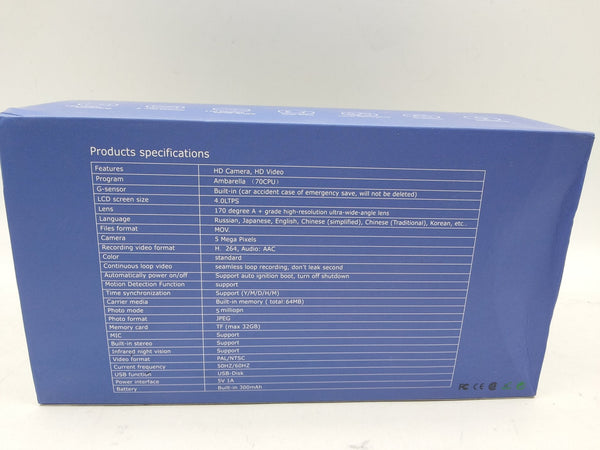 Products specifications
Features HD Camera, HD Video
Program Ambarella (70CPU)
G-sensor Built-in (car accident case of emergency save, will not be deleted)
LCD screen size 4.0LTPS
Lens 170 degree A + grade high-resolution ultra-wide-angle lens
Language Russian, Japanese, English, Chinese (simplified), Chinese (Traditional), Korean, etc..
Files format MOV.
Camera 5 Mega Pixels
Recording video format H. 264, Audio: AAC
Color standard
Continuous loop video seamless loop recording, don't leak second
Automatically power on/off Support auto ignition boot, turn off shutdown
Motion Detection Function support
Time synchronization Support (Y/M/D/H/M)
Carrier media Built-in memory ( total:64MB)
Photo mode 5 milliopn
Photo format JPEG
Memory card TF (max 32GB)
MIC Support
Built-in stereo Support
Infrared night vision Support
Video format PAL/NTSC
Current frequency 50HZ/60HZ
USB function USB-Disk
Power interface 5V 1A
Battery Built-in 300mAh
FC CE